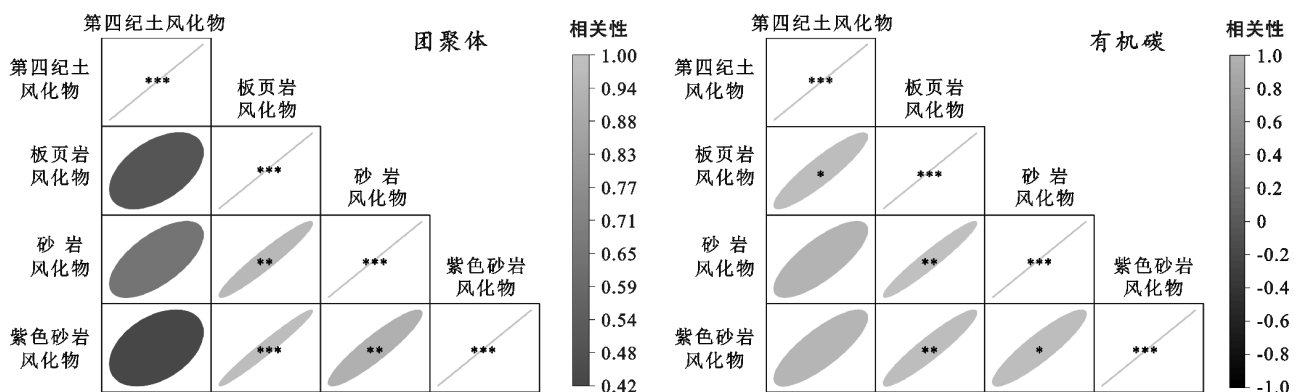 第四纪土风化物
团聚体
相关性
第四纪土
风化物
***
板页岩
风化物
板页岩
风化物
***
砂 岩
风化物
砂 岩
风化物
**
***
紫色砂岩
风化物
紫色砂岩
风化物
***
**
***
1.00
0.94
0.88
0.83
0.77
0.71
0.65
0.59
0.54
0.48
0.42
第四纪土风化物
有机碳
相关性
第四纪土
风化物
***
板页岩
风化物
板页岩
风化物
*
***
砂 岩
风化物
砂 岩
风化物
**
***
紫色砂岩
风化物
紫色砂岩
风化物
**
*
***
1.0
0.8
0.6
0.4
0.2
0
-0.2
-0.4
-0.6
-0.8
-1.0